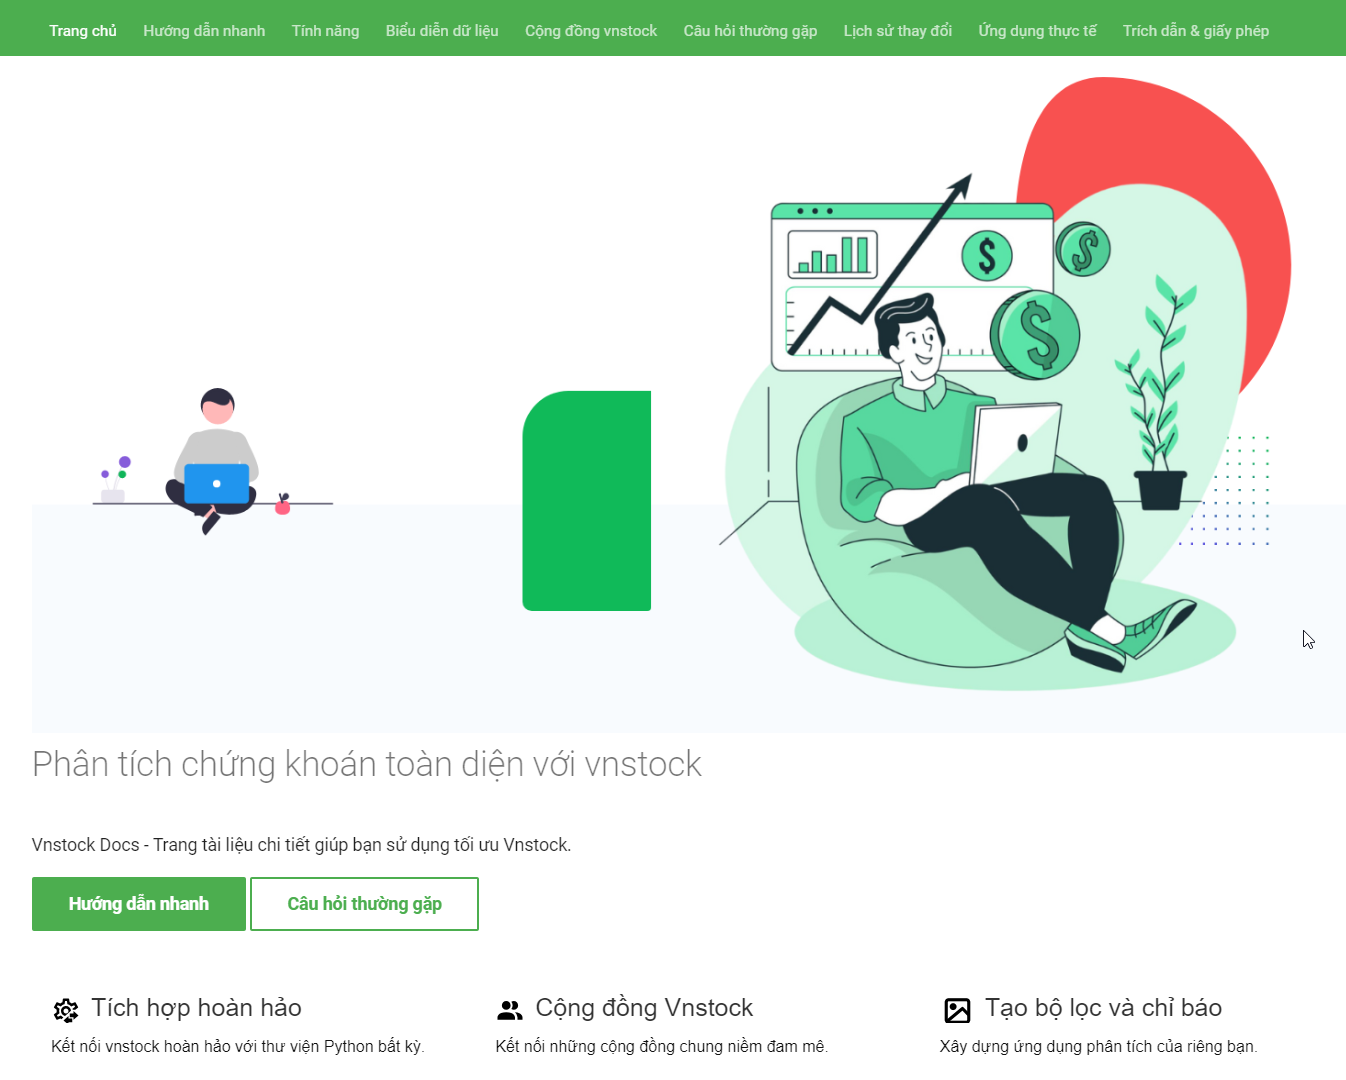 Trang chủ Hướng dẫn nhanh Tính năng Biểu diễn dữ liệu Cộng đồng vnstock Câu hỏi thường gặp Lịch sử thay đổi Ứng dụng thực tế Trích dẫn & giấy phép
$ $
$
Phân tích chứng khoán toàn diện với vnstock
Vnstock Docs - Trang tài liệu chi tiết giúp bạn sử dụng tối ưu Vnstock.
Hướng dẫn nhanh Câu hỏi thường gặp
Tích hợp hoàn hảo Cộng đồng Vnstock Tạo bộ lọc và chỉ báo
Kết nối vnstock hoàn hảo với thư viện Python bất kỳ. Kết nối những cộng đồng chung niềm đam mê. Xây dựng ứng dụng phân tích của riêng bạn.